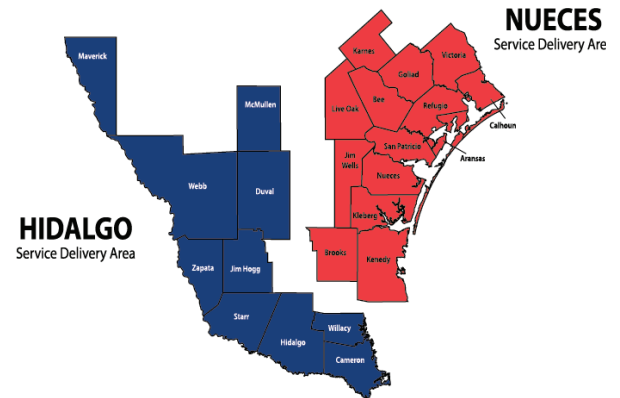 NUECES
Service Delivery Are
Maverick
McMullen
Webb
Duval
HIDALGO
Service Delivery Area
Zapata
Jim Hogg
Starr
Hidalgo
Willacy
Cameron
Karnes
Victoria
Goliad
Live Oak
Bee
Refugio
Calhoun
San Patricio
Aransas
Jim
Wells
Nueces
Kleberg
Brooks
Kenedy